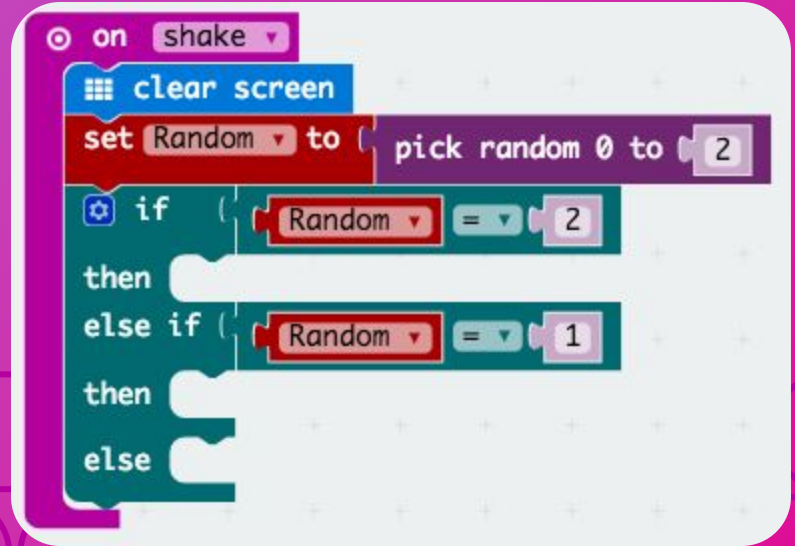 on shake
clear screen
set Random to pick random 0 to 2
if Random = 2
then
else if Random = 1
then
else